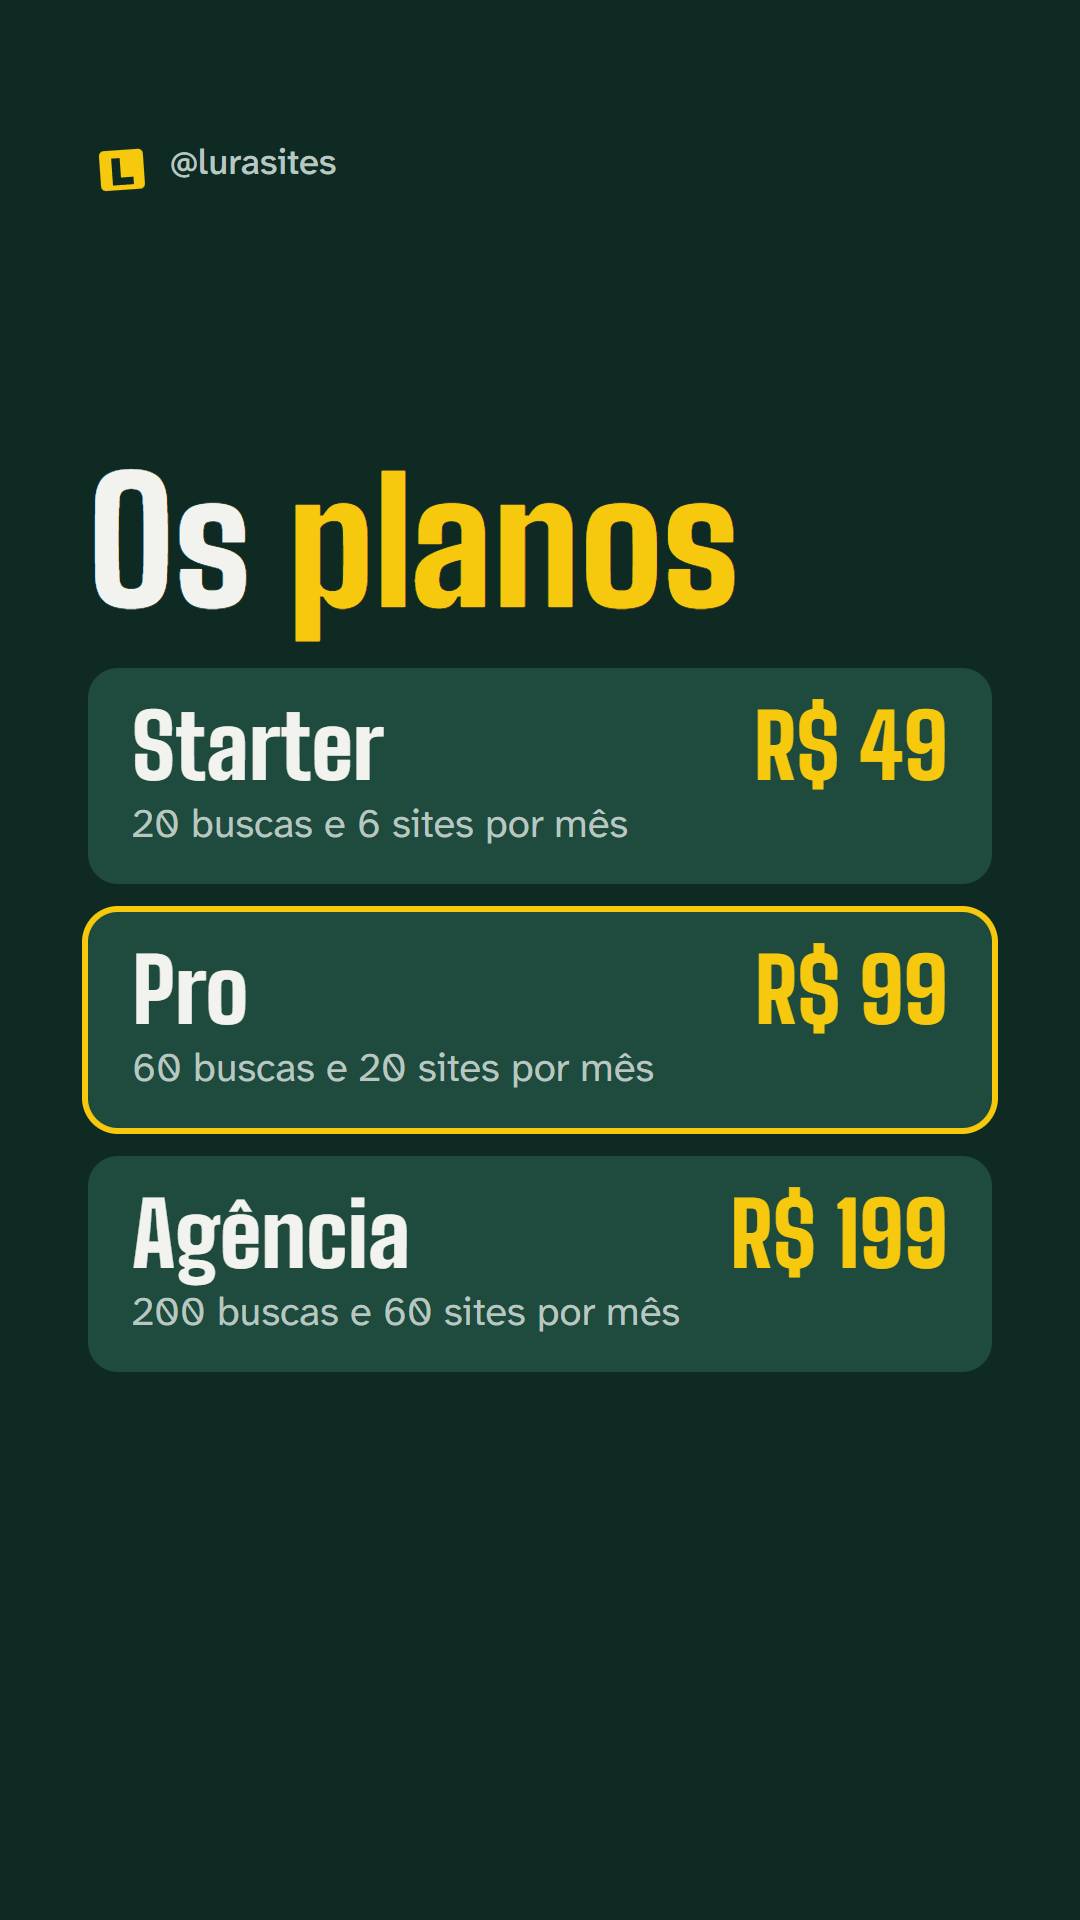 L @lurasites
Os planos
Starter R$ 49
20 buscas e 6 sites por mês
Pro R$ 99
60 buscas e 20 sites por mês
Agência R$ 199
200 buscas e 60 sites por mês